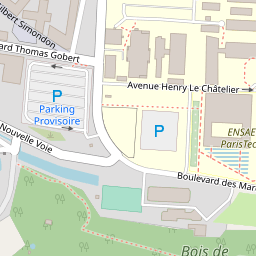 ilbert Simondon
ard Thomas Gobert
Avenue Henry Le Châtelier
P
Parking
Provisoire
P
ENSAE
ParisTec
Nouvelle Voie
Boulevard des Mar
Bois de